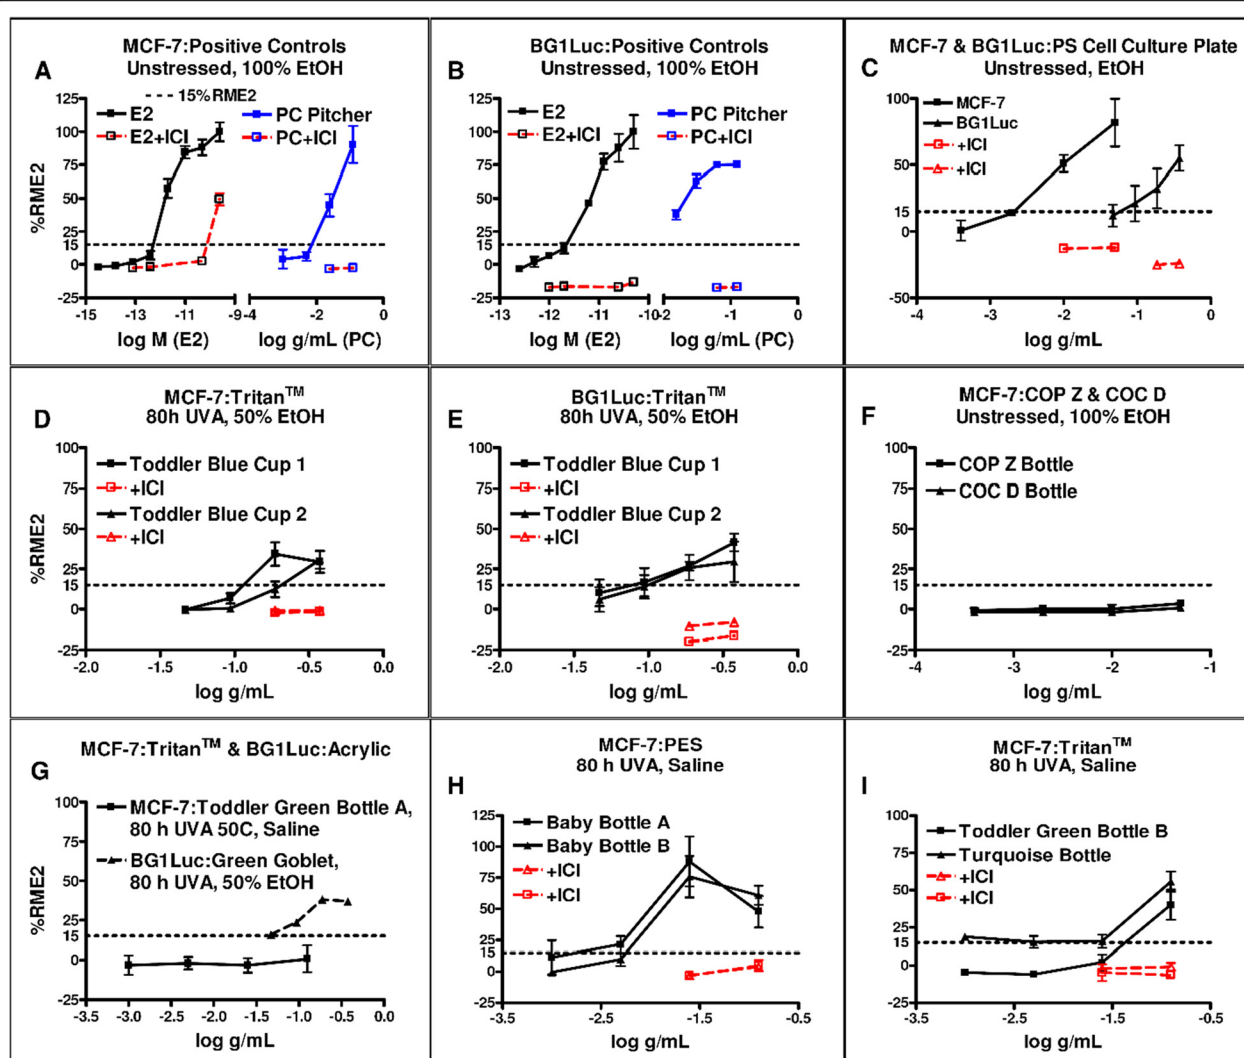 A
MCF-7:Positive Controls
Unstressed, 100% EtOH
15%RME2
E2
E2+ICI
PC Pitcher
PC+ICI
%RME2
125
100
75
50
25
15
0
-25
-15 -13 -11 -9 -4 -2 0
log M (E2) log g/mL (PC)
B
BG1Luc:Positive Controls
Unstressed, 100% EtOH
E2
E2+ICI
PC Pitcher
PC+ICI
125
100
75
50
25
15
0
-25
-13 -12 -11 -10 -2 -1 0
log M (E2) log g/mL (PC)
C
MCF-7 & BG1Luc:PS Cell Culture Plate
Unstressed, EtOH
MCF-7
BG1Luc
+ICI
+ICI
100
50
15
0
-50
-4 -3 -2 -1 0
log g/mL
D
MCF-7:Tritan™
80h UVA, 50% EtOH
Toddler Blue Cup 1
+ICI
Toddler Blue Cup 2
+ICI
%RME2
100
75
50
25
15
0
-25
-2.0 -1.5 -1.0 -0.5 0.0
log g/mL
E
BG1Luc:Tritan™
80h UVA, 50% EtOH
Toddler Blue Cup 1
+ICI
Toddler Blue Cup 2
+ICI
100
75
50
25
15
0
-25
-2.0 -1.5 -1.0 -0.5 0.0
log g/mL
F
MCF-7:COP Z & COC D
Unstressed, 100% EtOH
COP Z Bottle
COC D Bottle
100
75
50
25
15
0
-25
-4 -3 -2 -1
log g/mL
G
MCF-7:Tritan™ & BG1Luc:Acrylic
MCF-7:Toddler Green Bottle A,
80 h UVA 50C, Saline
BG1Luc:Green Goblet,
80 h UVA, 50% EtOH
%RME2
100
75
50
25
15
0
-25
-3.5 -3.0 -2.5 -2.0 -1.5 -1.0 -0.5 0.0
log g/mL
H
MCF-7:PES
80 h UVA, Saline
Baby Bottle A
Baby Bottle B
+ICI
+ICI
125
100
75
50
25
15
0
-25
-3.5 -2.5 -1.5 -0.5
log g/mL
I
MCF-7:Tritan™
80 h UVA, Saline
Toddler Green Bottle B
Turquoise Bottle
+ICI
+ICI
100
75
50
25
15
0
-25
-3.5 -2.5 -1.5 -0.5
log g/mL